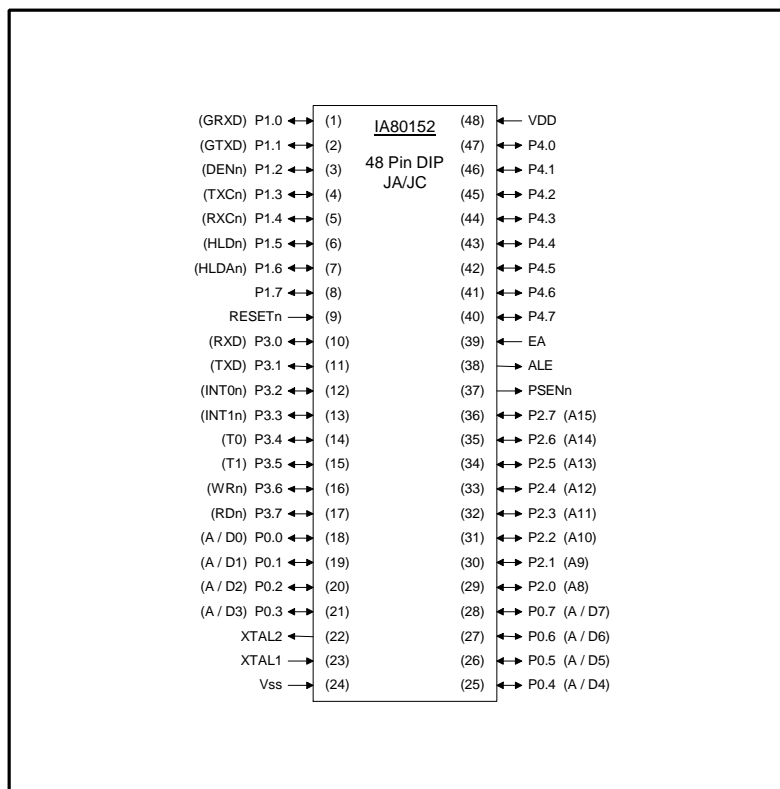 (GRXD) P1.0 (1) IA80152 (48) VDD
(GTXD) P1.1 (2) (47) P4.0
(DENn) P1.2 (3) 48 Pin DIP (46) P4.1
(TXCn) P1.3 (4) JA/JC (45) P4.2
(RXCn) P1.4 (5) (44) P4.3
(HLDn) P1.5 (6) (43) P4.4
(HLDAn) P1.6 (7) (42) P4.5
P1.7 (8) (41) P4.6
RESETn (9) (40) P4.7
(RXD) P3.0 (10) (39) EA
(TXD) P3.1 (11) (38) ALE
(INT0n) P3.2 (12) (37) PSENn
(INT1n) P3.3 (13) (36) P2.7 (A15)
(T0) P3.4 (14) (35) P2.6 (A14)
(T1) P3.5 (15) (34) P2.5 (A13)
(WRn) P3.6 (16) (33) P2.4 (A12)
(RDn) P3.7 (17) (32) P2.3 (A11)
(A / D0) P0.0 (18) (31) P2.2 (A10)
(A / D1) P0.1 (19) (30) P2.1 (A9)
(A / D2) P0.2 (20) (29) P2.0 (A8)
(A / D3) P0.3 (21) (28) P0.7 (A / D7)
XTAL2 (22) (27) P0.6 (A / D6)
XTAL1 (23) (26) P0.5 (A / D5)
Vss (24) (25) P0.4 (A / D4)